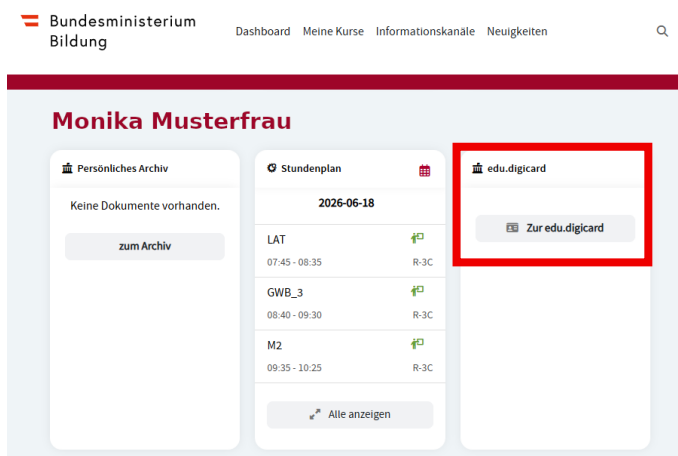 Bundesministerium
Bildung
Dashboard Meine Kurse Informationskanäle Neuigkeiten
Monika Musterfrau
Persönliches Archiv
Keine Dokumente vorhanden.
zum Archiv
Stundenplan
2026-06-18
LAT
07:45 - 08:35 R-3C
GWB_3
08:40 - 09:30 R-3C
M2
09:35 - 10:25 R-3C
Alle anzeigen
edu.digicard
Zur edu.digicard